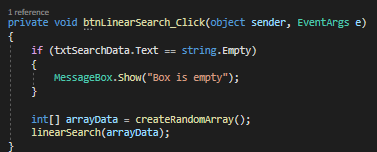 1 reference
private void btnLinearSearch_Click(object sender, EventArgs e)
{
    if (txtSearchData.Text == string.Empty)
    {
        MessageBox.Show("Box is empty");
    }

    int[] arrayData = createRandomArray();
    linearSearch(arrayData);
}